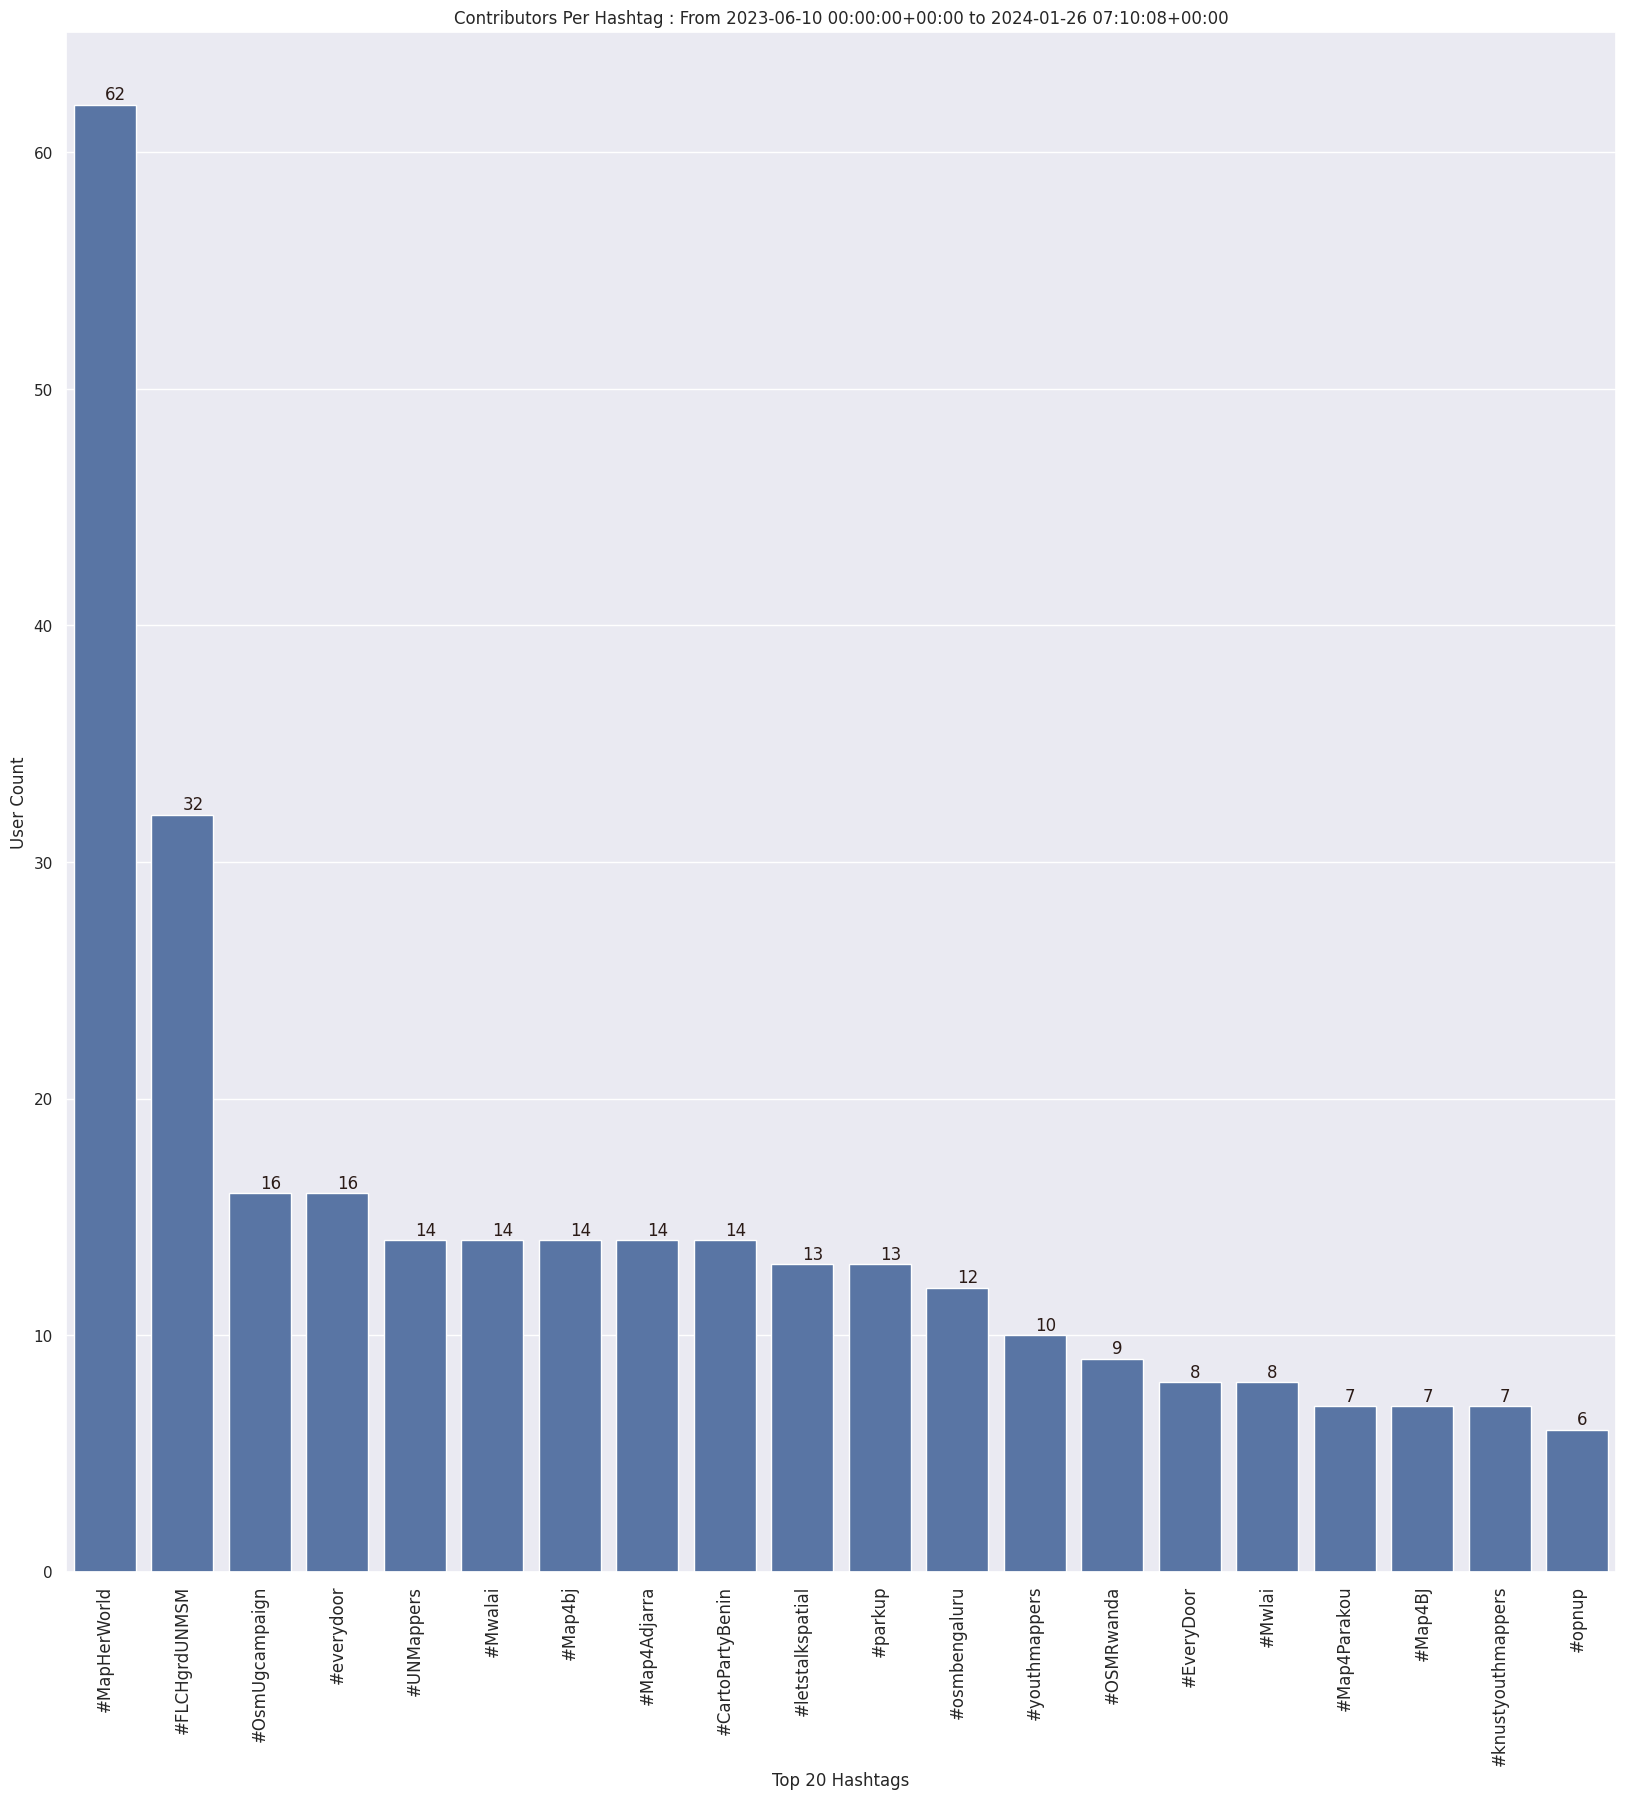 Contributors Per Hashtag : From 2023-06-10 00:00:00+00:00 to 2024-01-26 07:10:08+00:00
User Count
60
50
40
30
20
10
0
62
32
16
16
14
14
14
14
14
13
13
12
10
9
8
8
7
7
7
6
#MapHerWorld
#FLCHgrdUNMSM
#OsmUgcampaign
#everydoor
#UNMappers
#Mwalai
#Map4bj
#Map4Adjarra
#CartoPartyBenin
#letstalkspatial
#parkup
#osmbengaluru
#youthmappers
#OSMRwanda
#EveryDoor
#Mwlai
#Map4Parakou
#Map4BJ
#knustyouthmappers
#opnup
Top 20 Hashtags